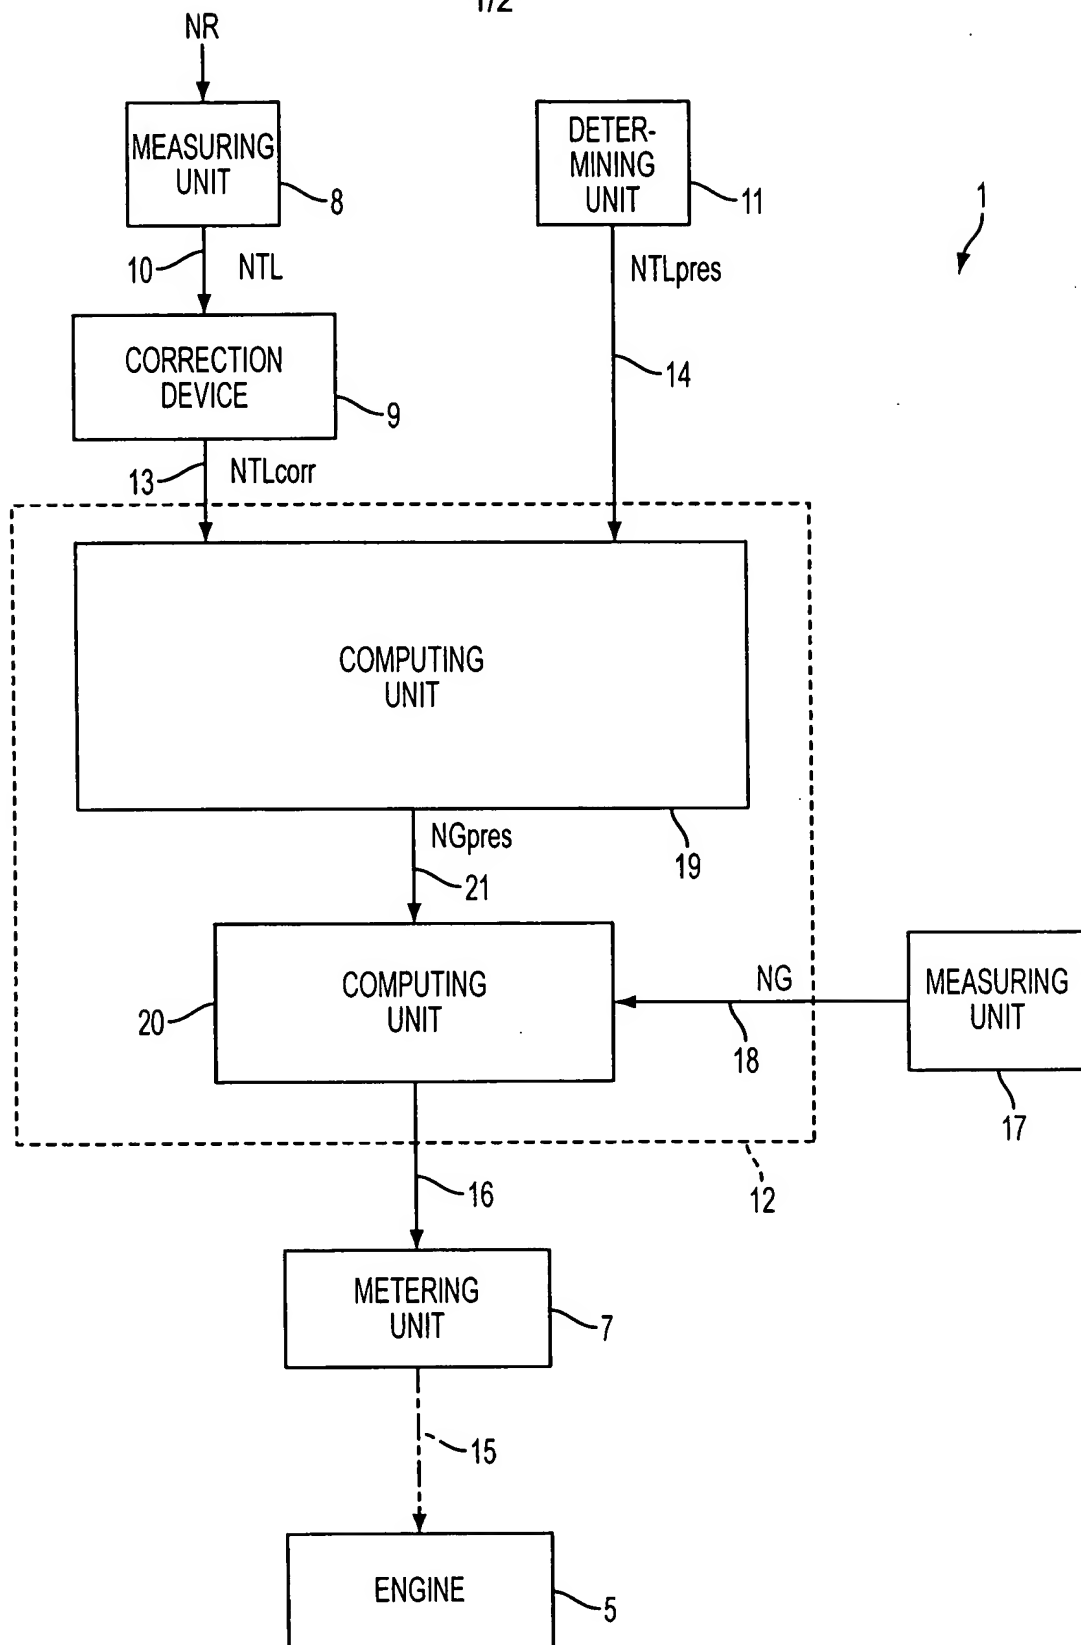 1/2
NR
MEASURING
UNIT
8
DETER-
MINING
UNIT
11
1
10
NTL
NTLpres
CORRECTION
DEVICE
9
14
13
NTLcorr
COMPUTING
UNIT
19
NGpres
21
COMPUTING
UNIT
20
NG
18
MEASURING
UNIT
17
12
16
METERING
UNIT
7
15
ENGINE
5